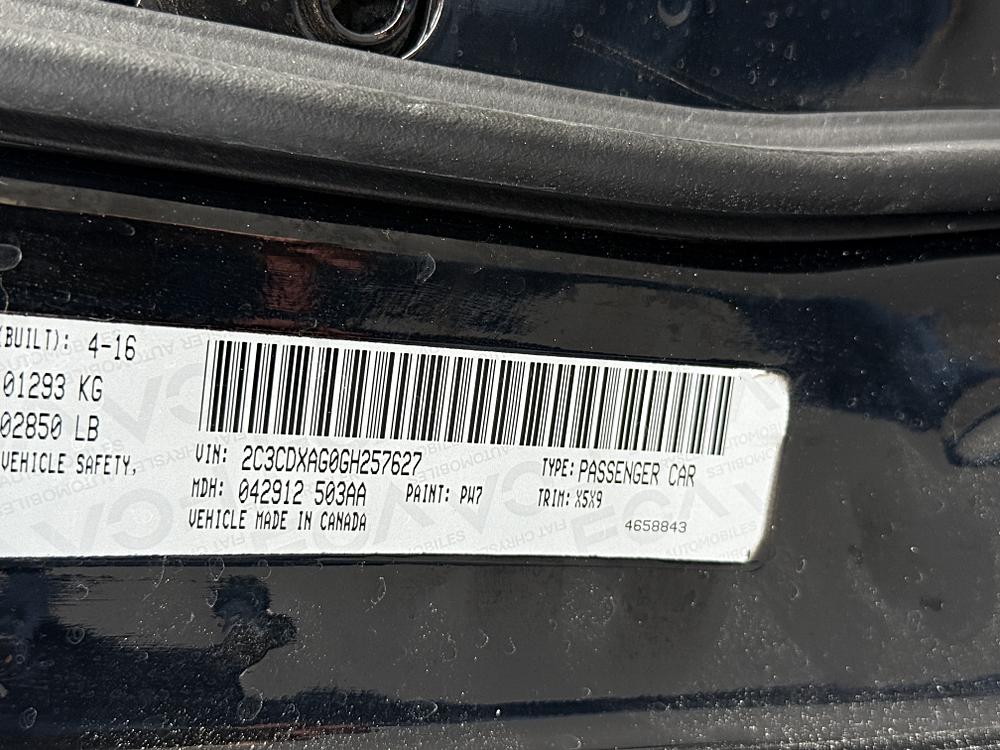 (BUILT): 4-16
01293 KG
02850 LB
VEHICLE SAFETY,
VIN: 2C3CDXAG0GH257627
TYPE: PASSENGER CAR
MDH: 042912 503AA
PAINT: PW7
TRIM: X5X9
VEHICLE MADE IN CANADA
4658843